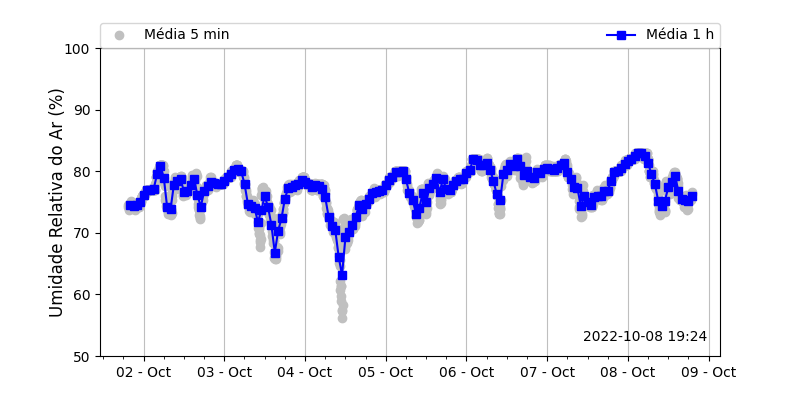 Média 5 min
Média 1 h
100
90
80
70
60
50
Umidade Relativa do Ar (%)
2022-10-08 19:24
02 - Oct
03 - Oct
04 - Oct
05 - Oct
06 - Oct
07 - Oct
08 - Oct
09 - Oct